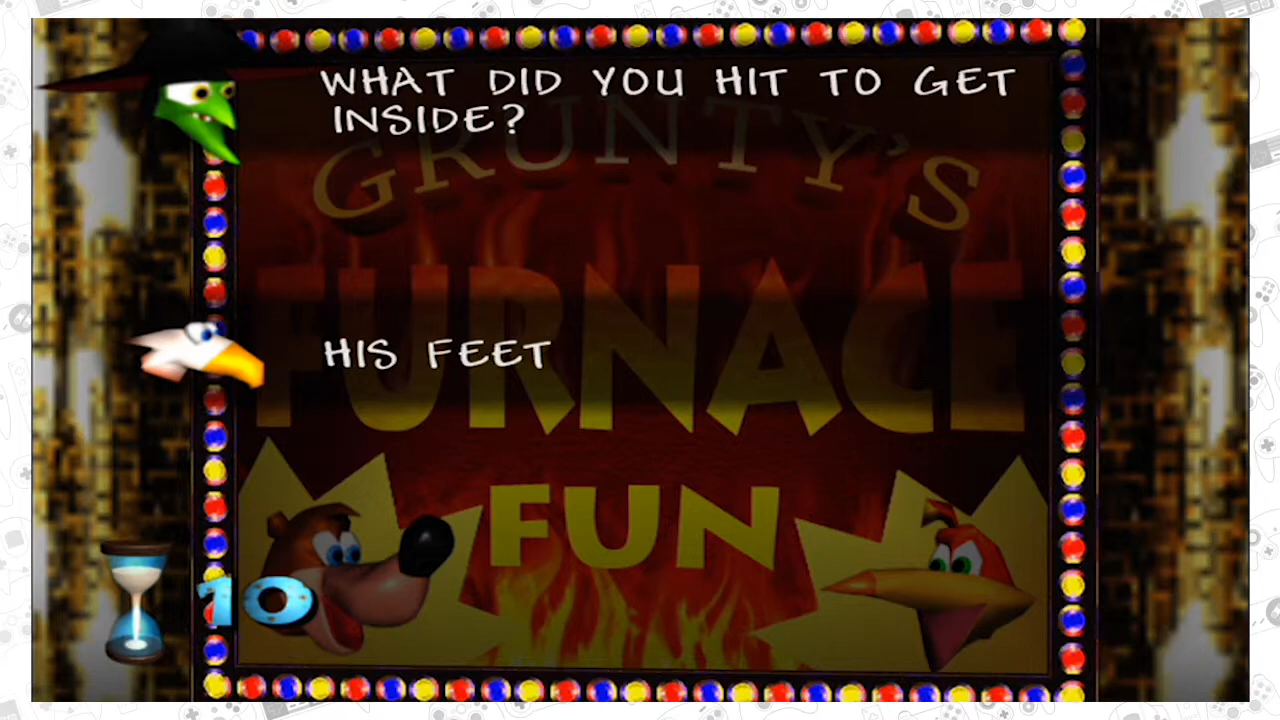 WHAT DID YOU HIT TO GET
INSIDE?
GRUNTY'S
FURNACE
HIS FEET
FUN
10